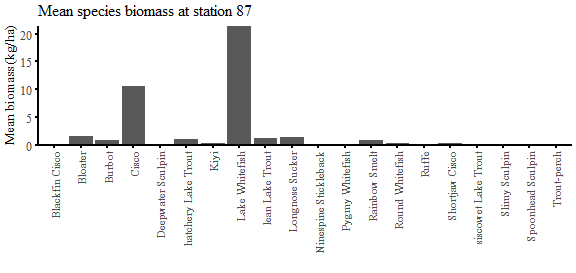 Mean species biomass at station 87
Mean biomass (kg/ha)
20
15
10
5
0
Blackfin Cisco
Bloater
Burbot
Cisco
Deepwater Sculpin
hatchery Lake Trout
Kiyi
Lake Whitefish
lean Lake Trout
Longnose Sucker
Ninespine Stickleback
Pygmy Whitefish
Rainbow Smelt
Round Whitefish
Ruffe
Shortjaw Cisco
siscowet Lake Trout
Slimy Sculpin
Spoonhead Sculpin
Trout-perch